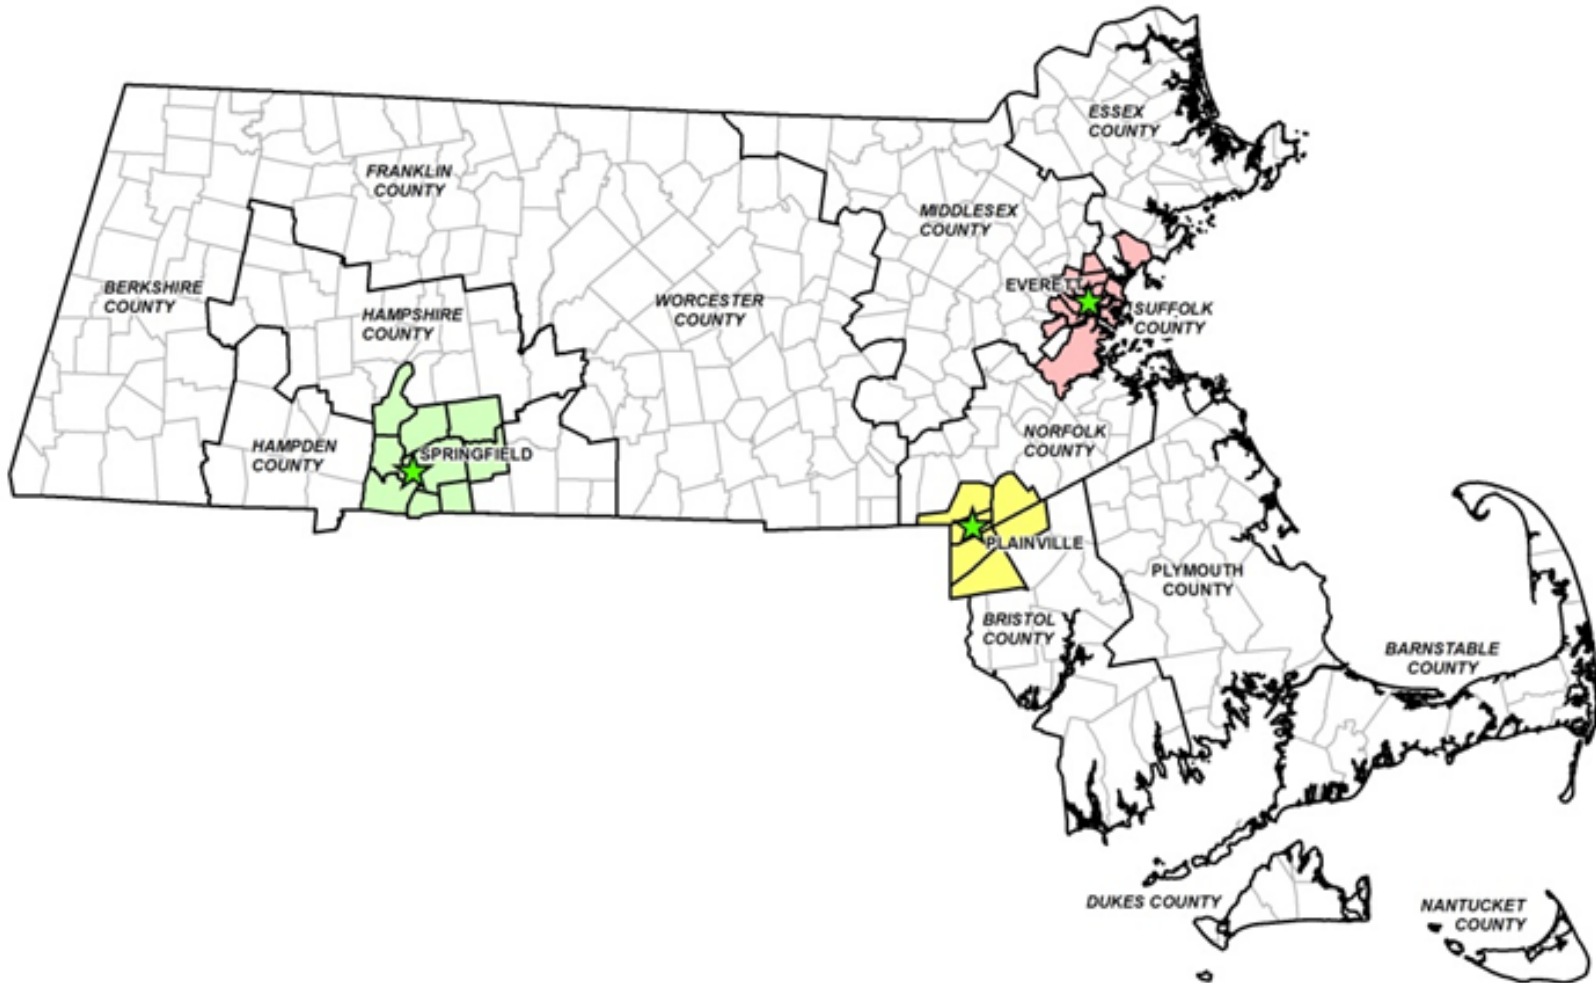 ESSEX
COUNTY
FRANKLIN
COUNTY
MIDDLESEX
COUNTY
BERKSHIRE
COUNTY
HAMPSHIRE
COUNTY
WORCESTER
COUNTY
EVERETT
SUFFOLK
COUNTY
HAMPDEN
COUNTY
SPRINGFIELD
NORFOLK
COUNTY
PLAINVILLE
PLYMOUTH
COUNTY
BRISTOL
COUNTY
BARNSTABLE
COUNTY
DUKES COUNTY
NANTUCKET
COUNTY